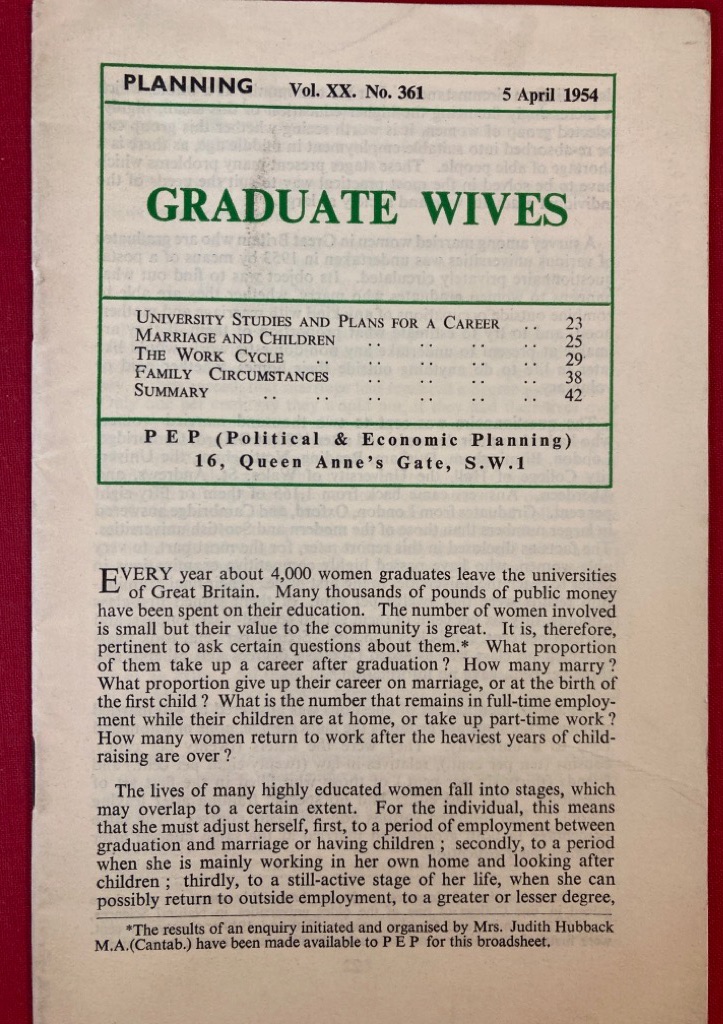 PLANNING Vol. XX. No. 361 5 April 1954
GRADUATE WIVES
UNIVERSITY STUDIES AND PLANS FOR A CAREER .. 23
MARRIAGE AND CHILDREN .. .. .. .. 25
THE WORK CYCLE .. .. .. .. .. 29
FAMILY CIRCUMSTANCES .. .. .. .. 38
SUMMARY .. .. .. .. .. .. 42
P E P (Political & Economic Planning)
16, Queen Anne's Gate, S.W.1
EVERY year about 4,000 women graduates leave the universities
of Great Britain. Many thousands of pounds of public money
have been spent on their education. The number of women involved
is small but their value to the community is great. It is, therefore,
pertinent to ask certain questions about them.* What proportion
of them take up a career after graduation ? How many marry ?
What proportion give up their career on marriage, or at the birth of
the first child ? What is the number that remains in full-time employ-
ment while their children are at home, or take up part-time work ?
How many women return to work after the heaviest years of child-
raising are over ?
The lives of many highly educated women fall into stages, which
may overlap to a certain extent. For the individual, this means
that she must adjust herself, first, to a period of employment between
graduation and marriage or having children ; secondly, to a period
when she is mainly working in her own home and looking after
children ; thirdly, to a still-active stage of her life, when she can
possibly return to outside employment, to a greater or lesser degree,
*The results of an enquiry initiated and organised by Mrs. Judith Hubback
M.A.(Cantab.) have been made available to P E P for this broadsheet.